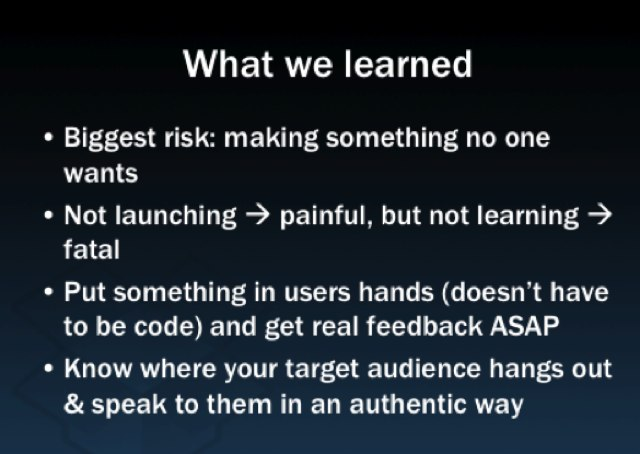 What we learned
• Biggest risk: making something no one
wants
• Not launching → painful, but not learning →
fatal
• Put something in users hands (doesn't have
to be code) and get real feedback ASAP
• Know where your target audience hangs out
& speak to them in an authentic way